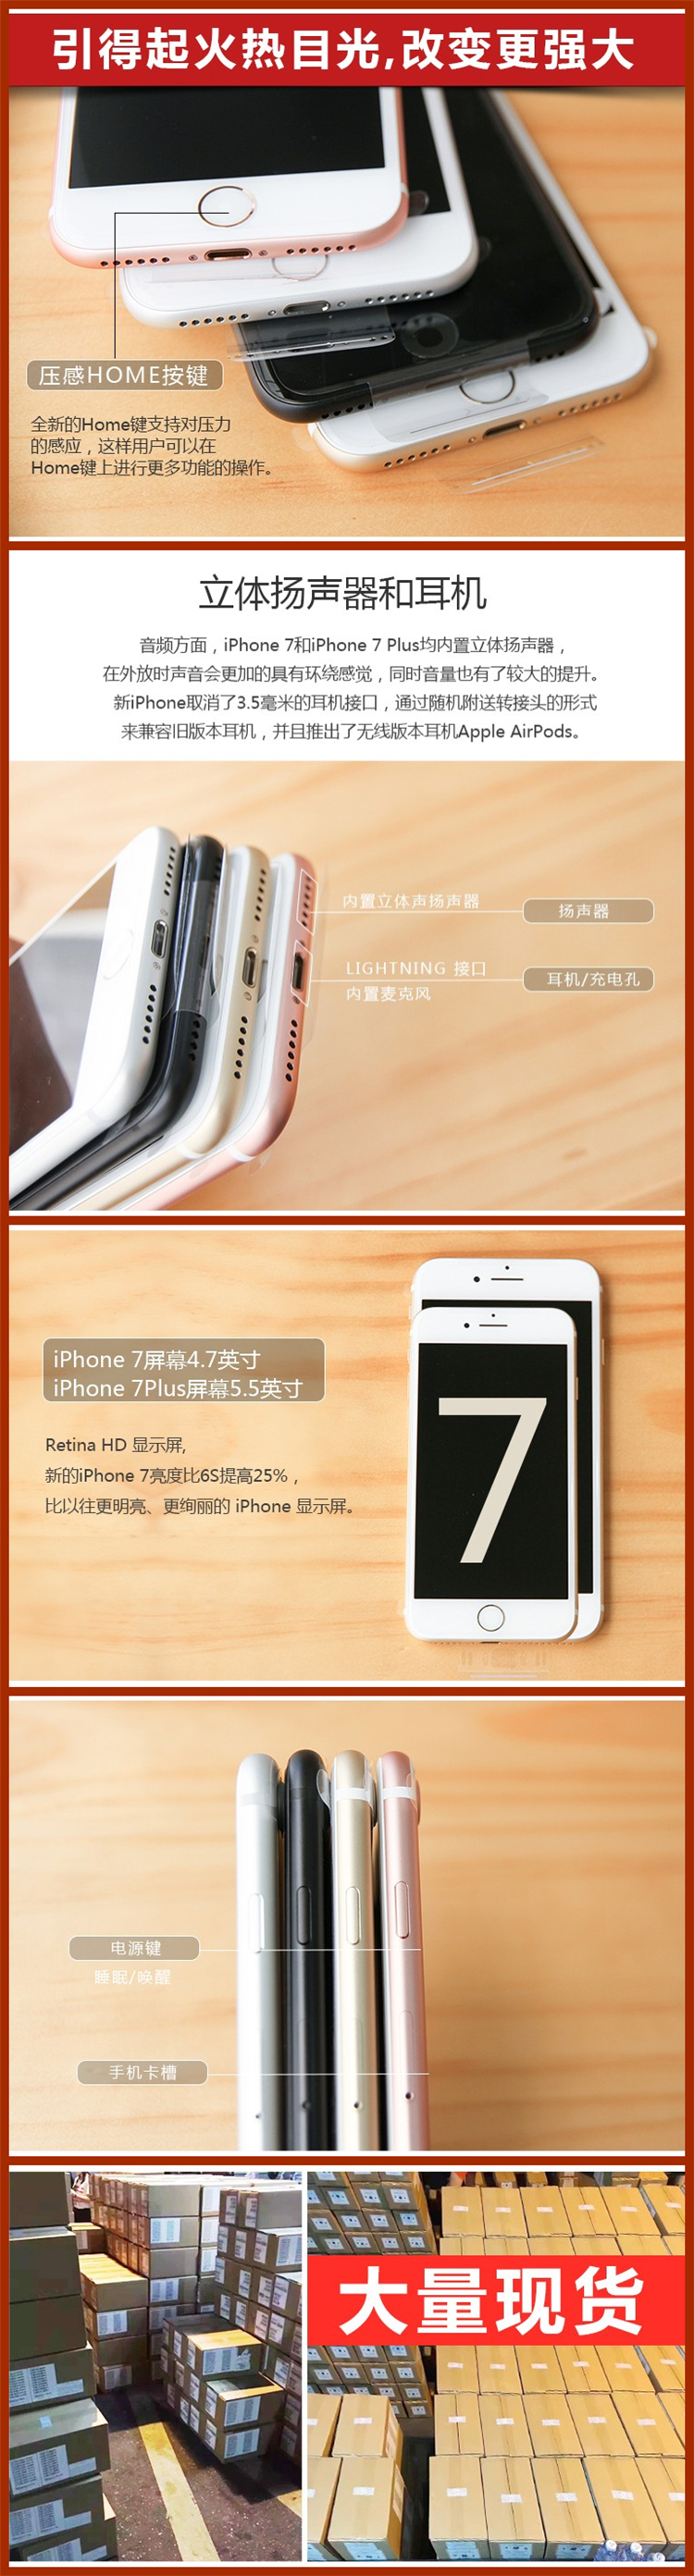 引得起火热目光,改变更强大
压感HOME按键
全新的Home键支持对压力
的感应，这样用户可以在
Home键上进行更多功能的操作。
立体扬声器和耳机
音频方面，iPhone 7和iPhone 7 Plus均内置立体扬声器，
在外放时声音会更加的具有环绕感觉，同时音量也有了较大的提升。
新iPhone取消了3.5毫米的耳机接口，通过随机附送转接头的形式
来兼容旧版本耳机，并且推出了无线版本耳机Apple AirPods。
内置立体声扬声器
扬声器
LIGHTNING 接口
内置麦克风
耳机/充电孔
iPhone 7屏幕4.7英寸
iPhone 7Plus屏幕5.5英寸
Retina HD 显示屏,
新的iPhone 7亮度比6S提高25%，
比以往更明亮、更绚丽的 iPhone 显示屏。
7
电源键
睡眠/唤醒
手机卡槽
大量现货